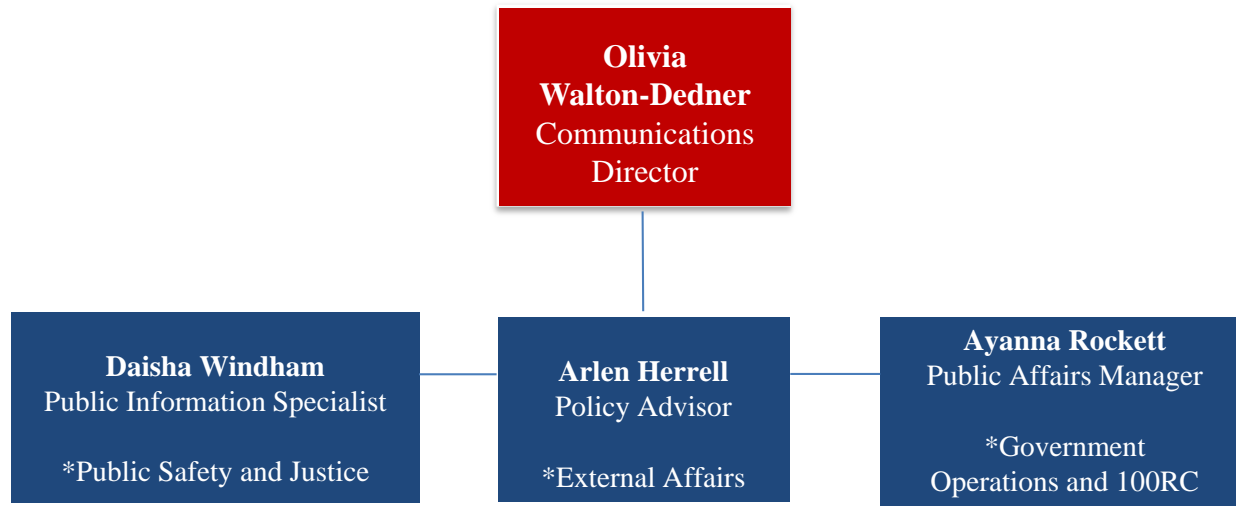 Olivia
Walton-Dedner
Communications
Director
Daisha Windham
Public Information Specialist
*Public Safety and Justice
Arlen Herrell
Policy Advisor
*External Affairs
Ayanna Rockett
Public Affairs Manager
*Government
Operations and 100RC